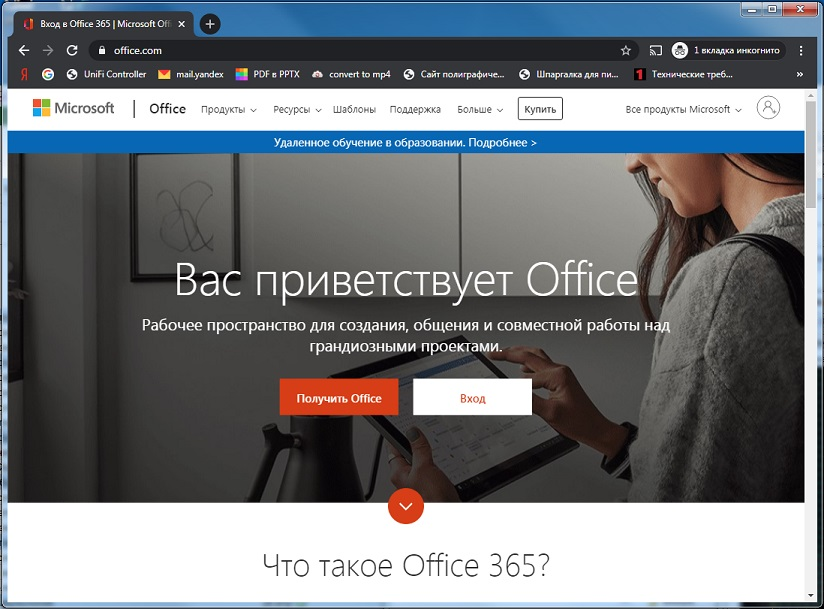 Вход в Office 365 | Microsoft Offi
office.com
1 вкладка инкогнито
UniFi Controller
mail.yandex
PDF в PPTX
convert to mp4
Сайт полиграфиче...
Шпаргалка для пи...
Технические треб...
Microsoft
Office
Продукты
Ресурсы
Шаблоны
Поддержка
Больше
Купить
Все продукты Microsoft
Удаленное обучение в образовании. Подробнее >
Вас приветствует Office
Рабочее пространство для создания, общения и совместной работы над
грандиозными проектами.
Получить Office
Вход
Что такое Office 365?